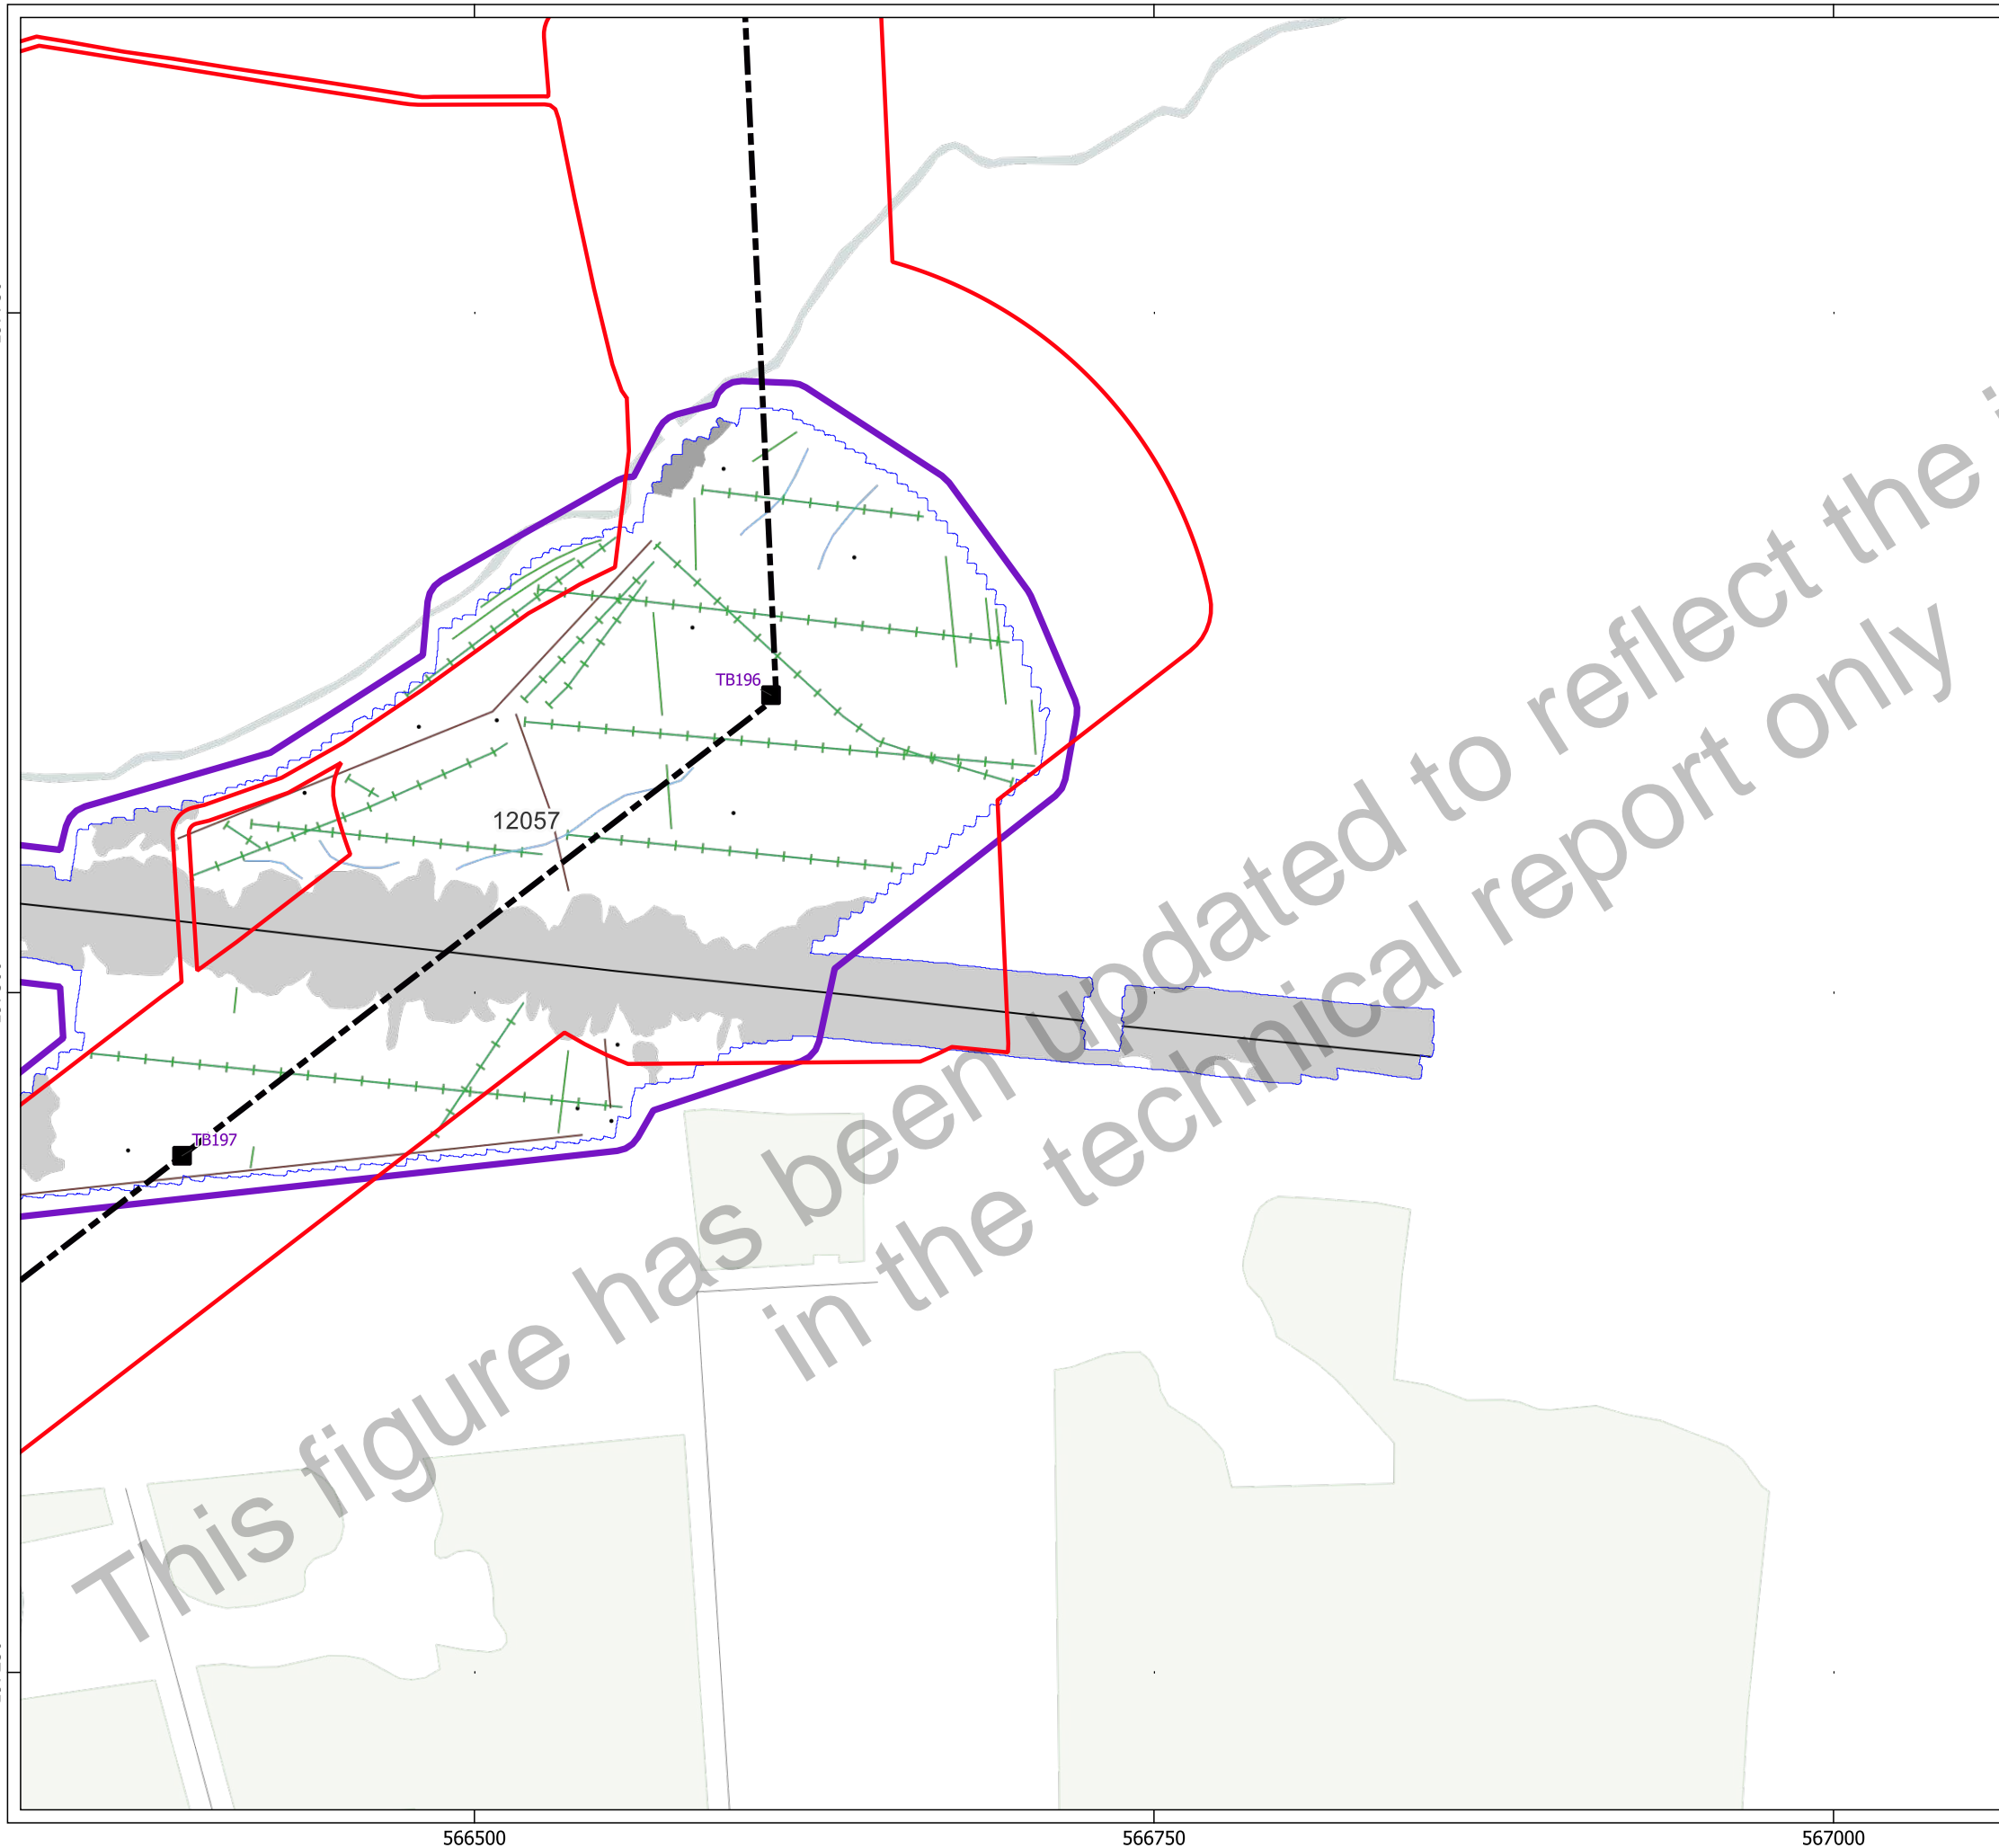 TB196
12057
TB197
This figure has been updated to reflect the
in the technical report only
566500
566750
567000